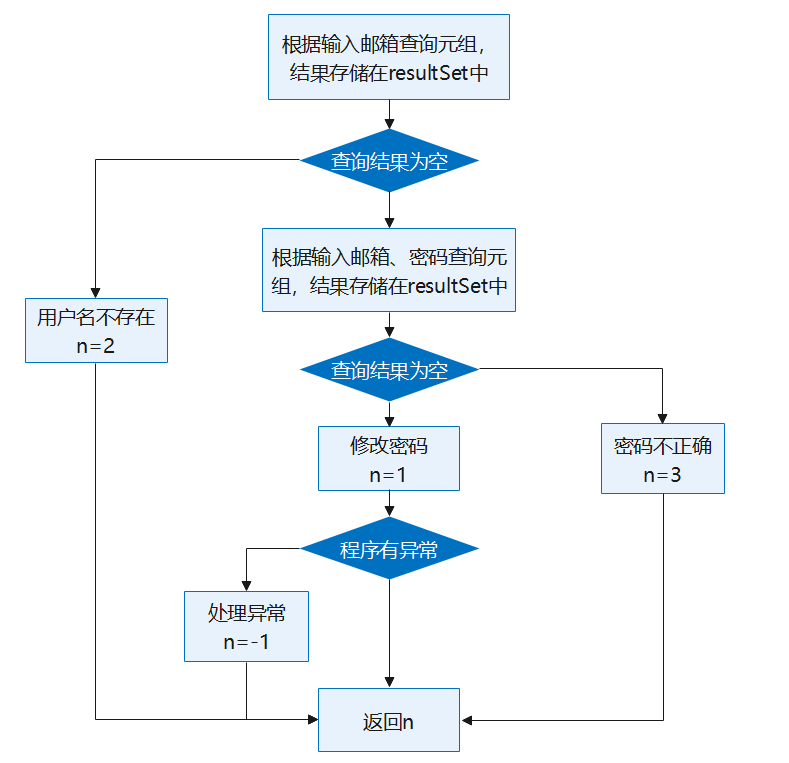 根据输入邮箱查询元组，
结果存储在resultSet中
查询结果为空
根据输入邮箱、密码查询元
组，结果存储在resultSet中
用户名不存在
n=2
查询结果为空
修改密码
n=1
密码不正确
n=3
程序有异常
处理异常
n=-1
返回n